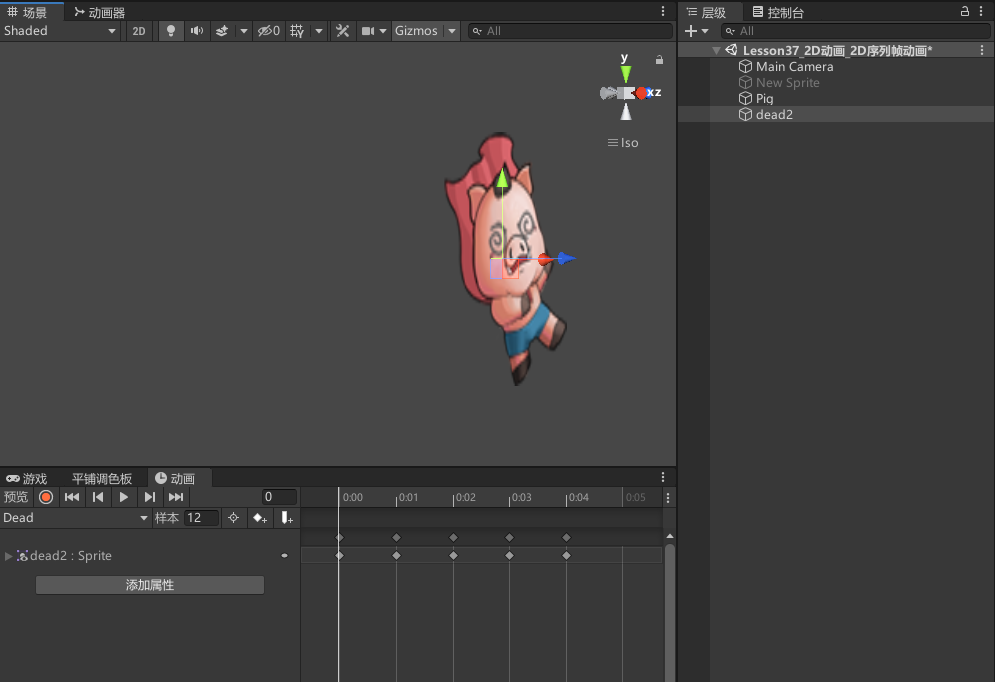 场景 动画器
Shaded 2D 0 Gizmos All
y
x z
Iso
层级 控制台
All
Lesson37_2D动画_2D序列帧动画*
Main Camera
New Sprite
Pig
dead2
游戏 平铺调色板 动画
预览 0 0:00 0:01 0:02 0:03 0:04 0:05
Dead 样本 12
dead2 : Sprite
添加属性